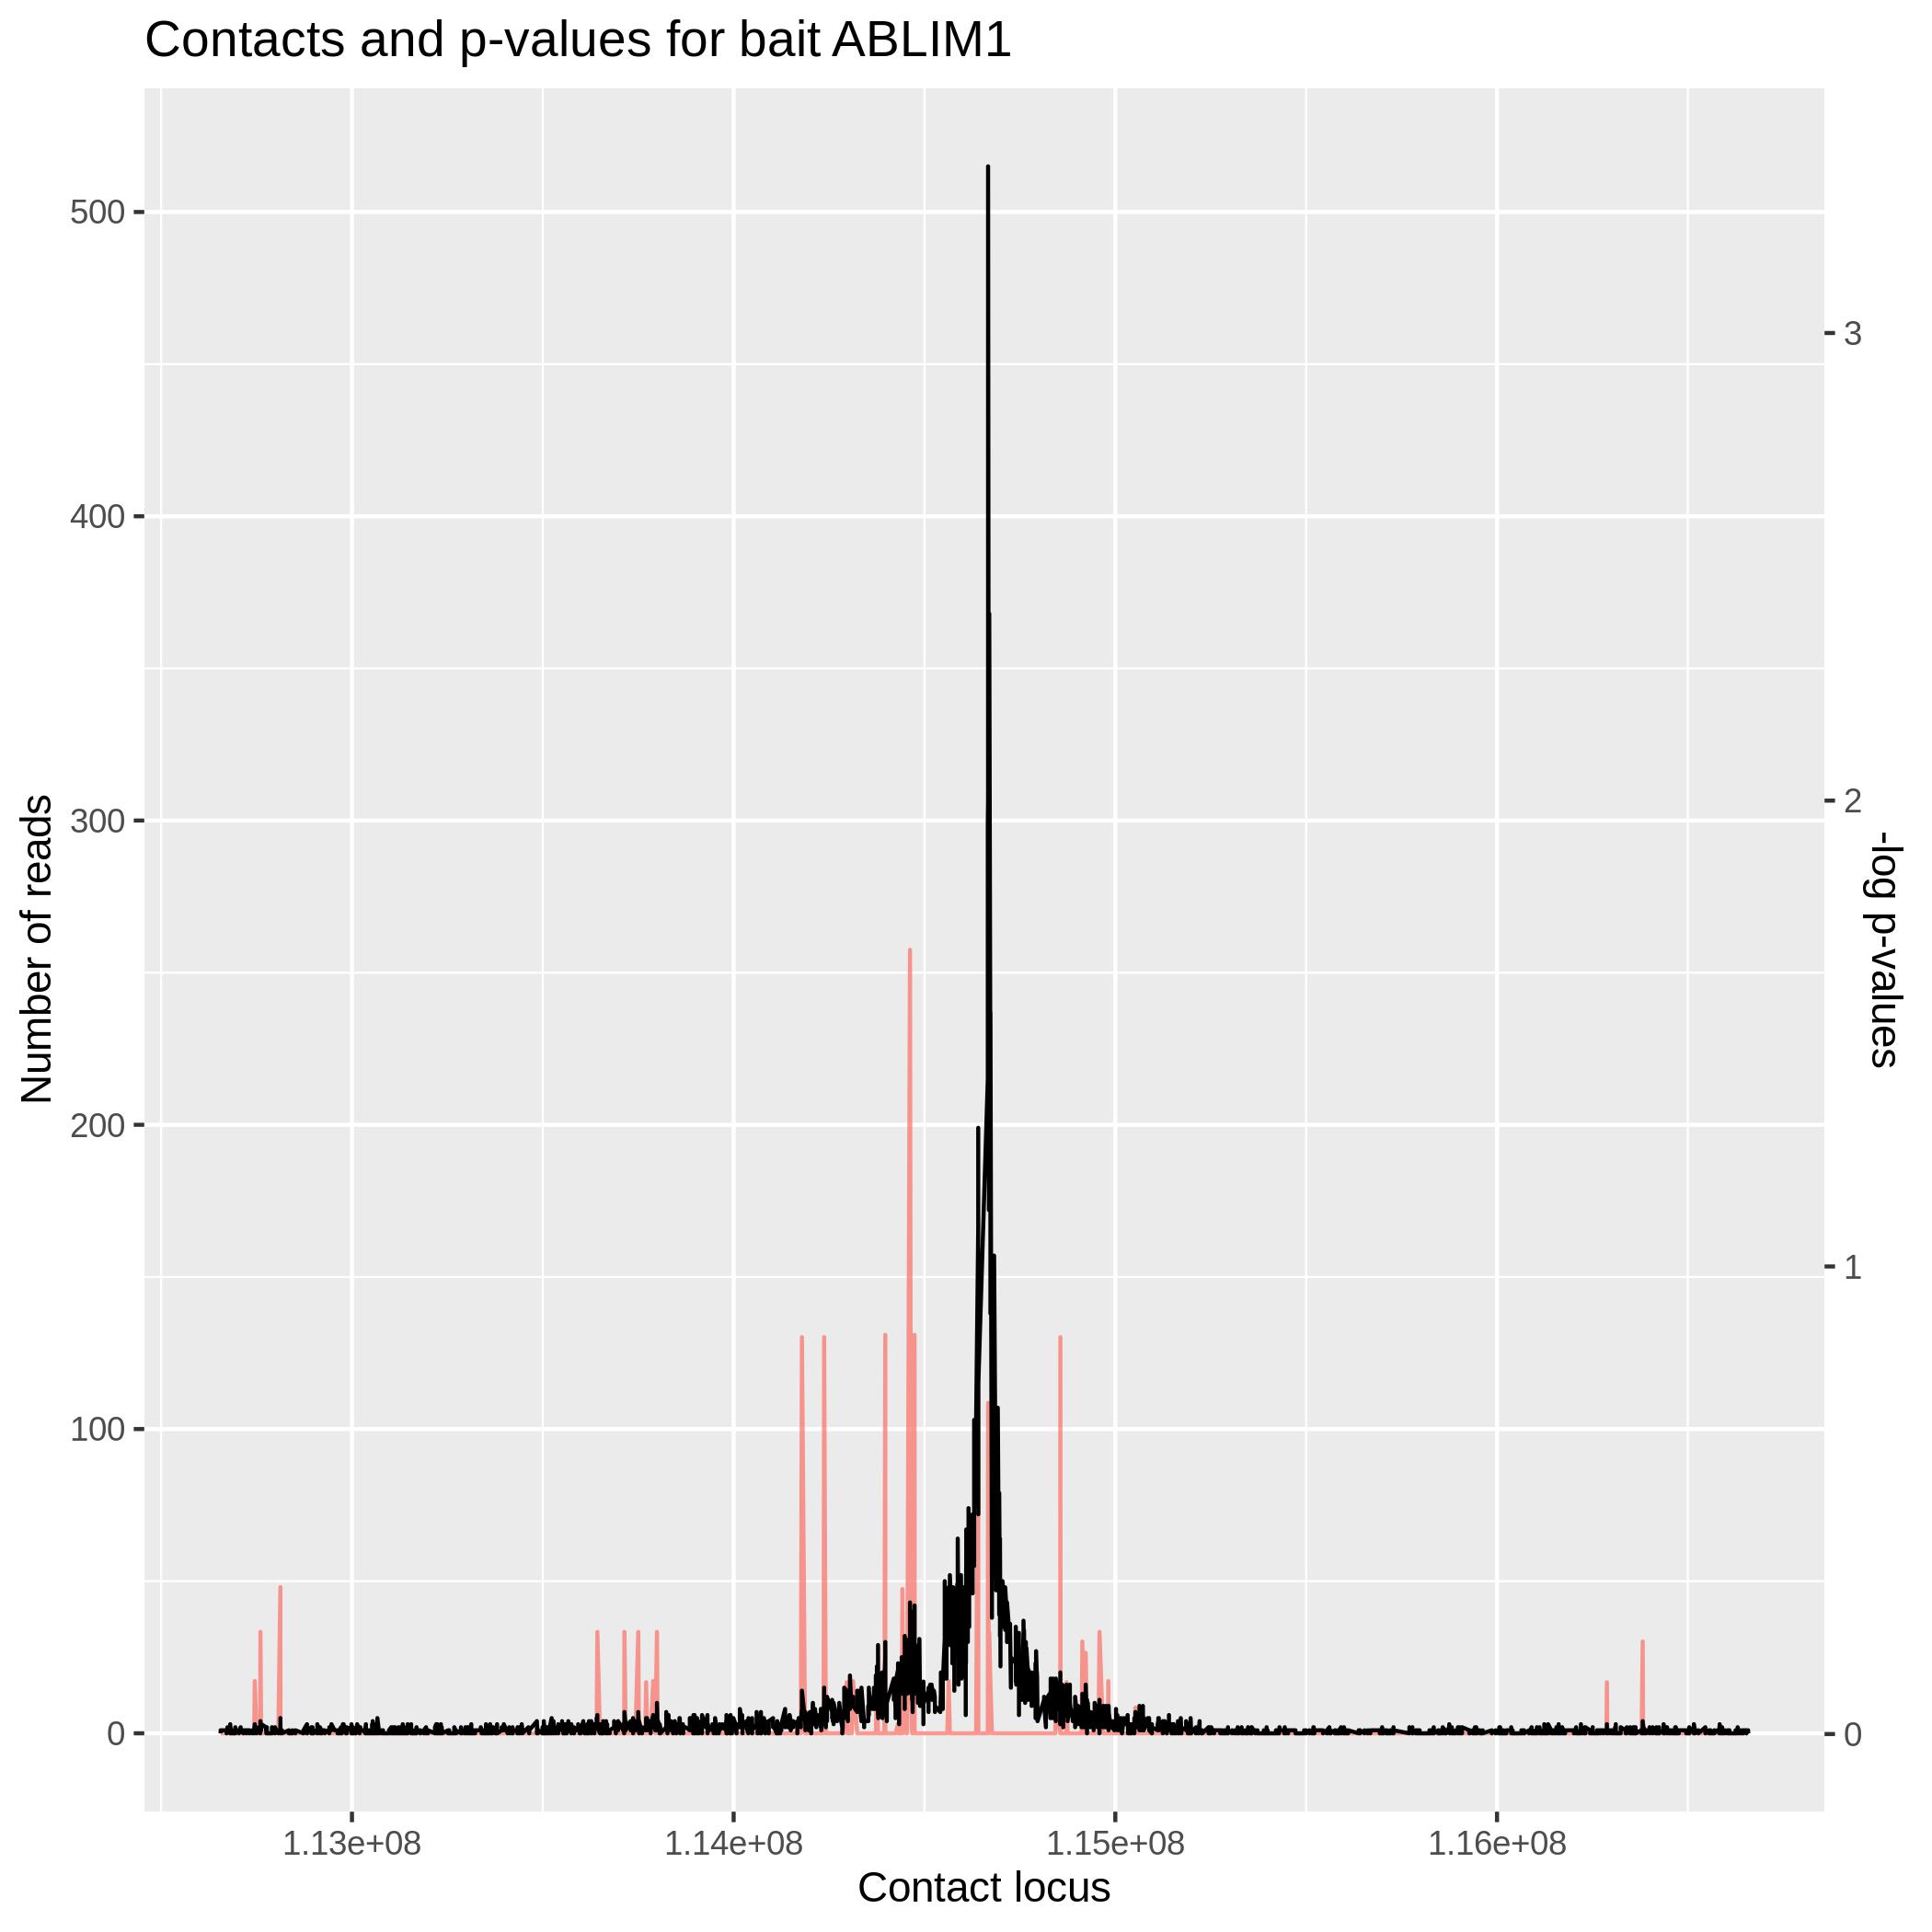 Contacts and p-values for bait ABLIM1
500
400
300
200
100
0
Number of reads
3
2
1
0
-log p-values
1.13e+08
1.14e+08
1.15e+08
1.16e+08
Contact locus